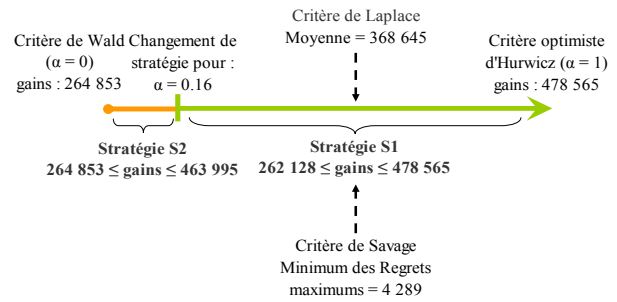 Critère de Laplace
Moyenne = 368 645
Critère de Wald
(α = 0)
gains : 264 853
Changement de
stratégie pour :
α = 0.16
Critère optimiste
d'Hurwicz (α = 1)
gains : 478 565
Stratégie S2
264 853 ≤ gains ≤ 463 995
Stratégie S1
262 128 ≤ gains ≤ 478 565
Critère de Savage
Minimum des Regrets
maximums = 4 289